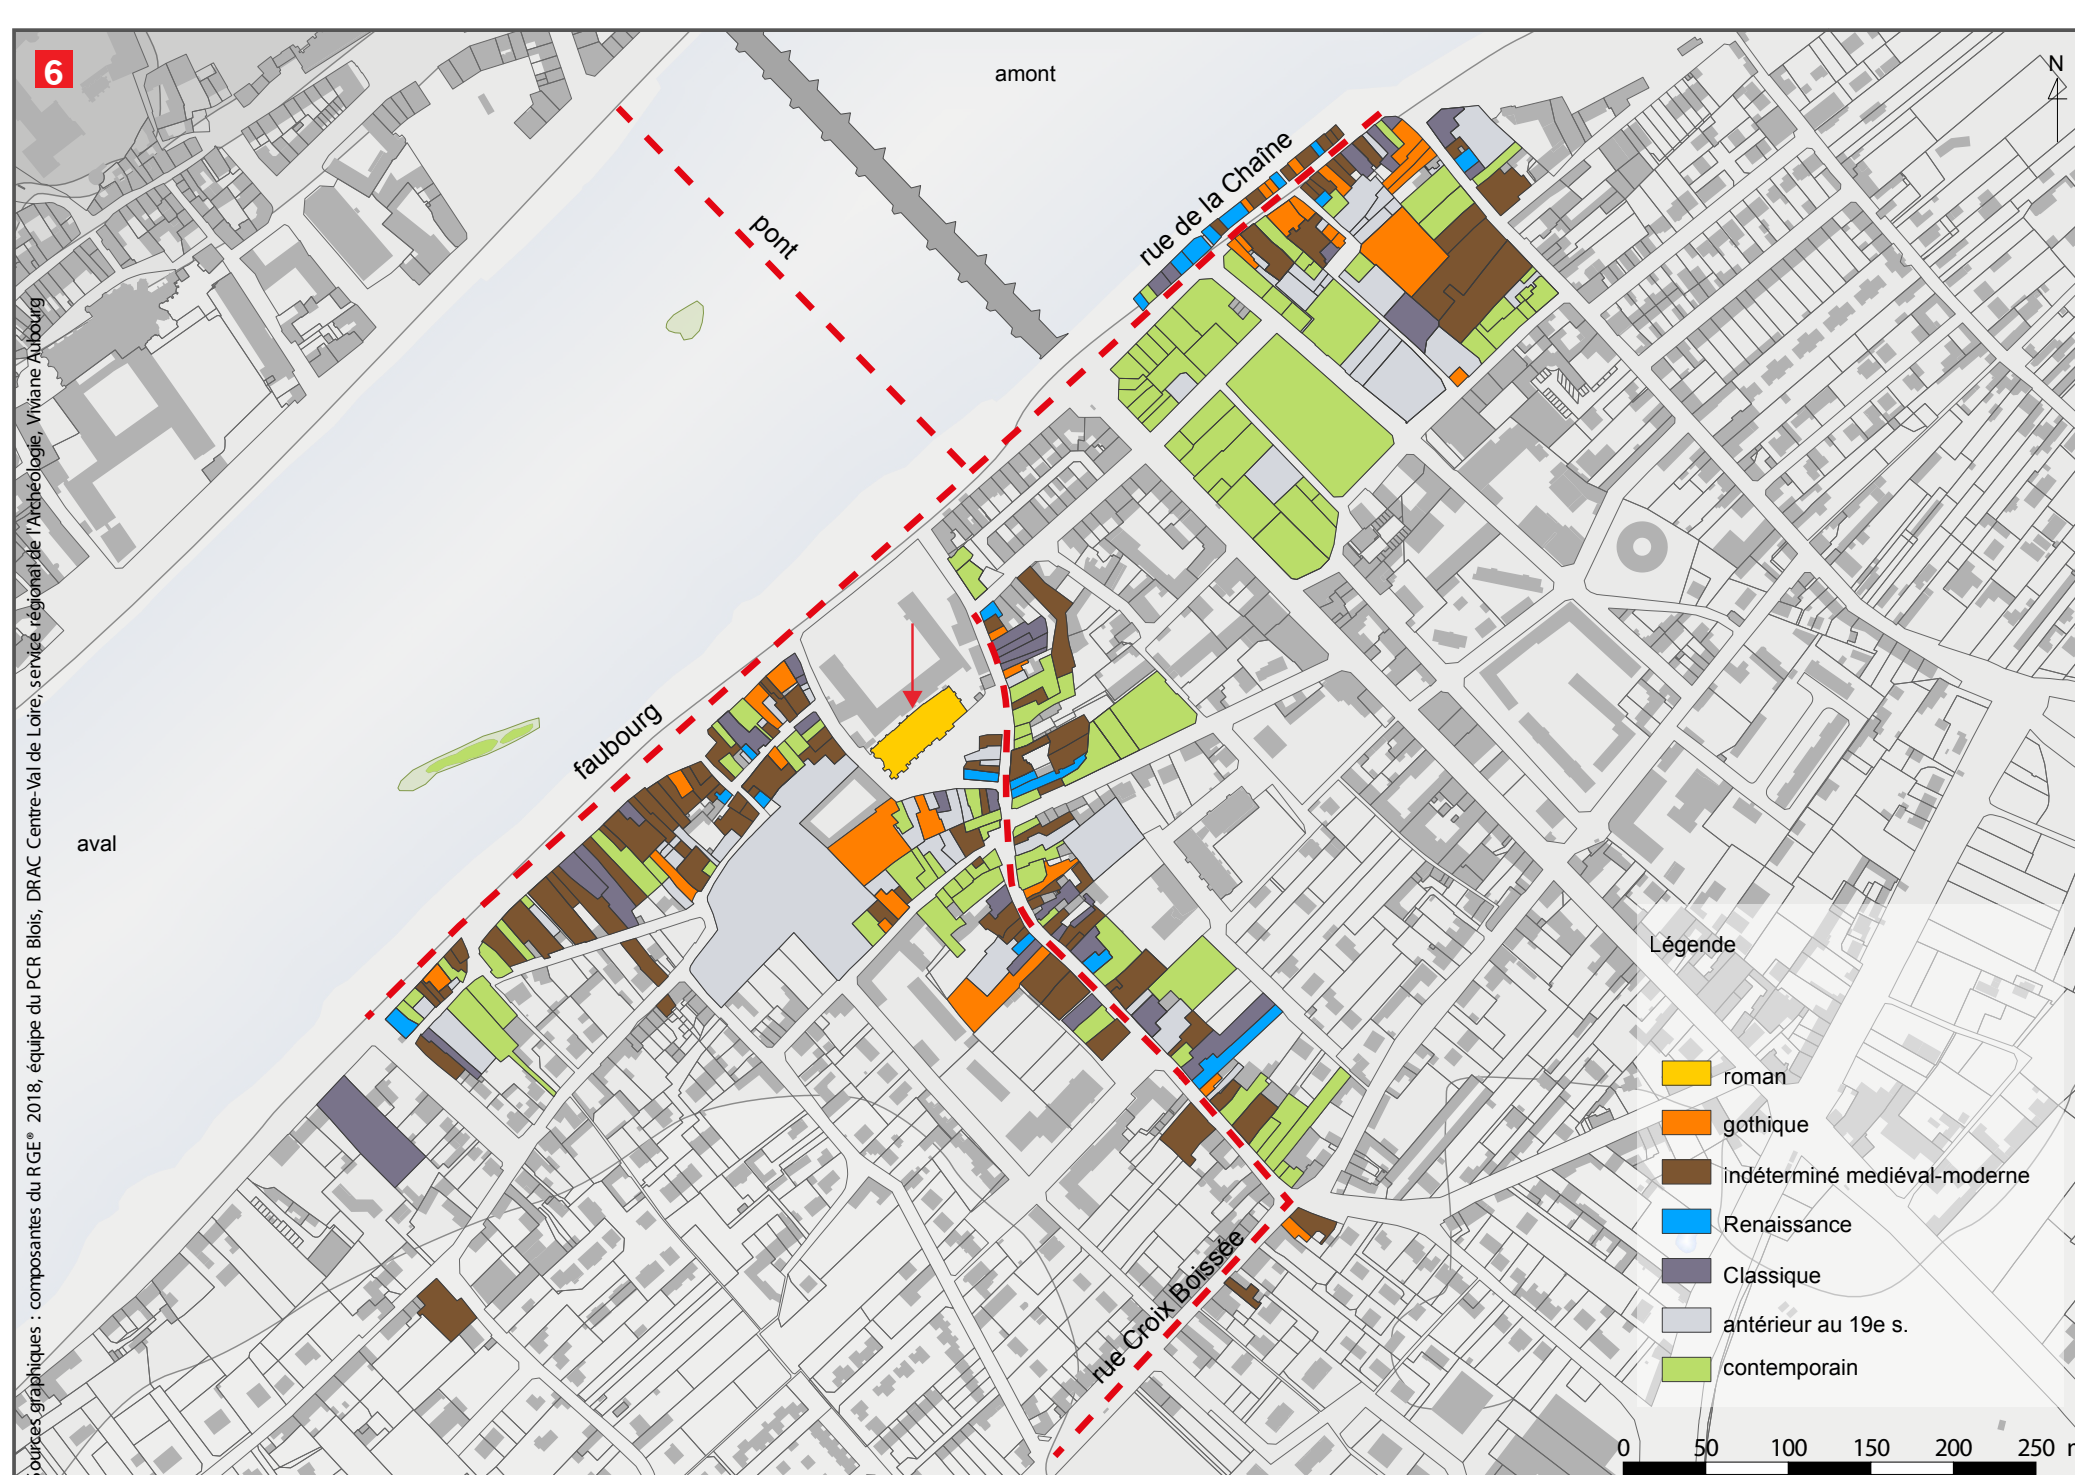 6
amont
N
rue de la Chaîne
pont
faubourg
aval
rue Croix Boissée
Sources graphiques : composantes du RGE® 2018, équipe du PCR Blois, DRAC Centre-Val de Loire, service régional de l'Archéologie, Viviane Aubourg
Légende
roman
gothique
indéterminé mediéval-moderne
Renaissance
Classique
antérieur au 19e s.
contemporain
0 50 100 150 200 250 m